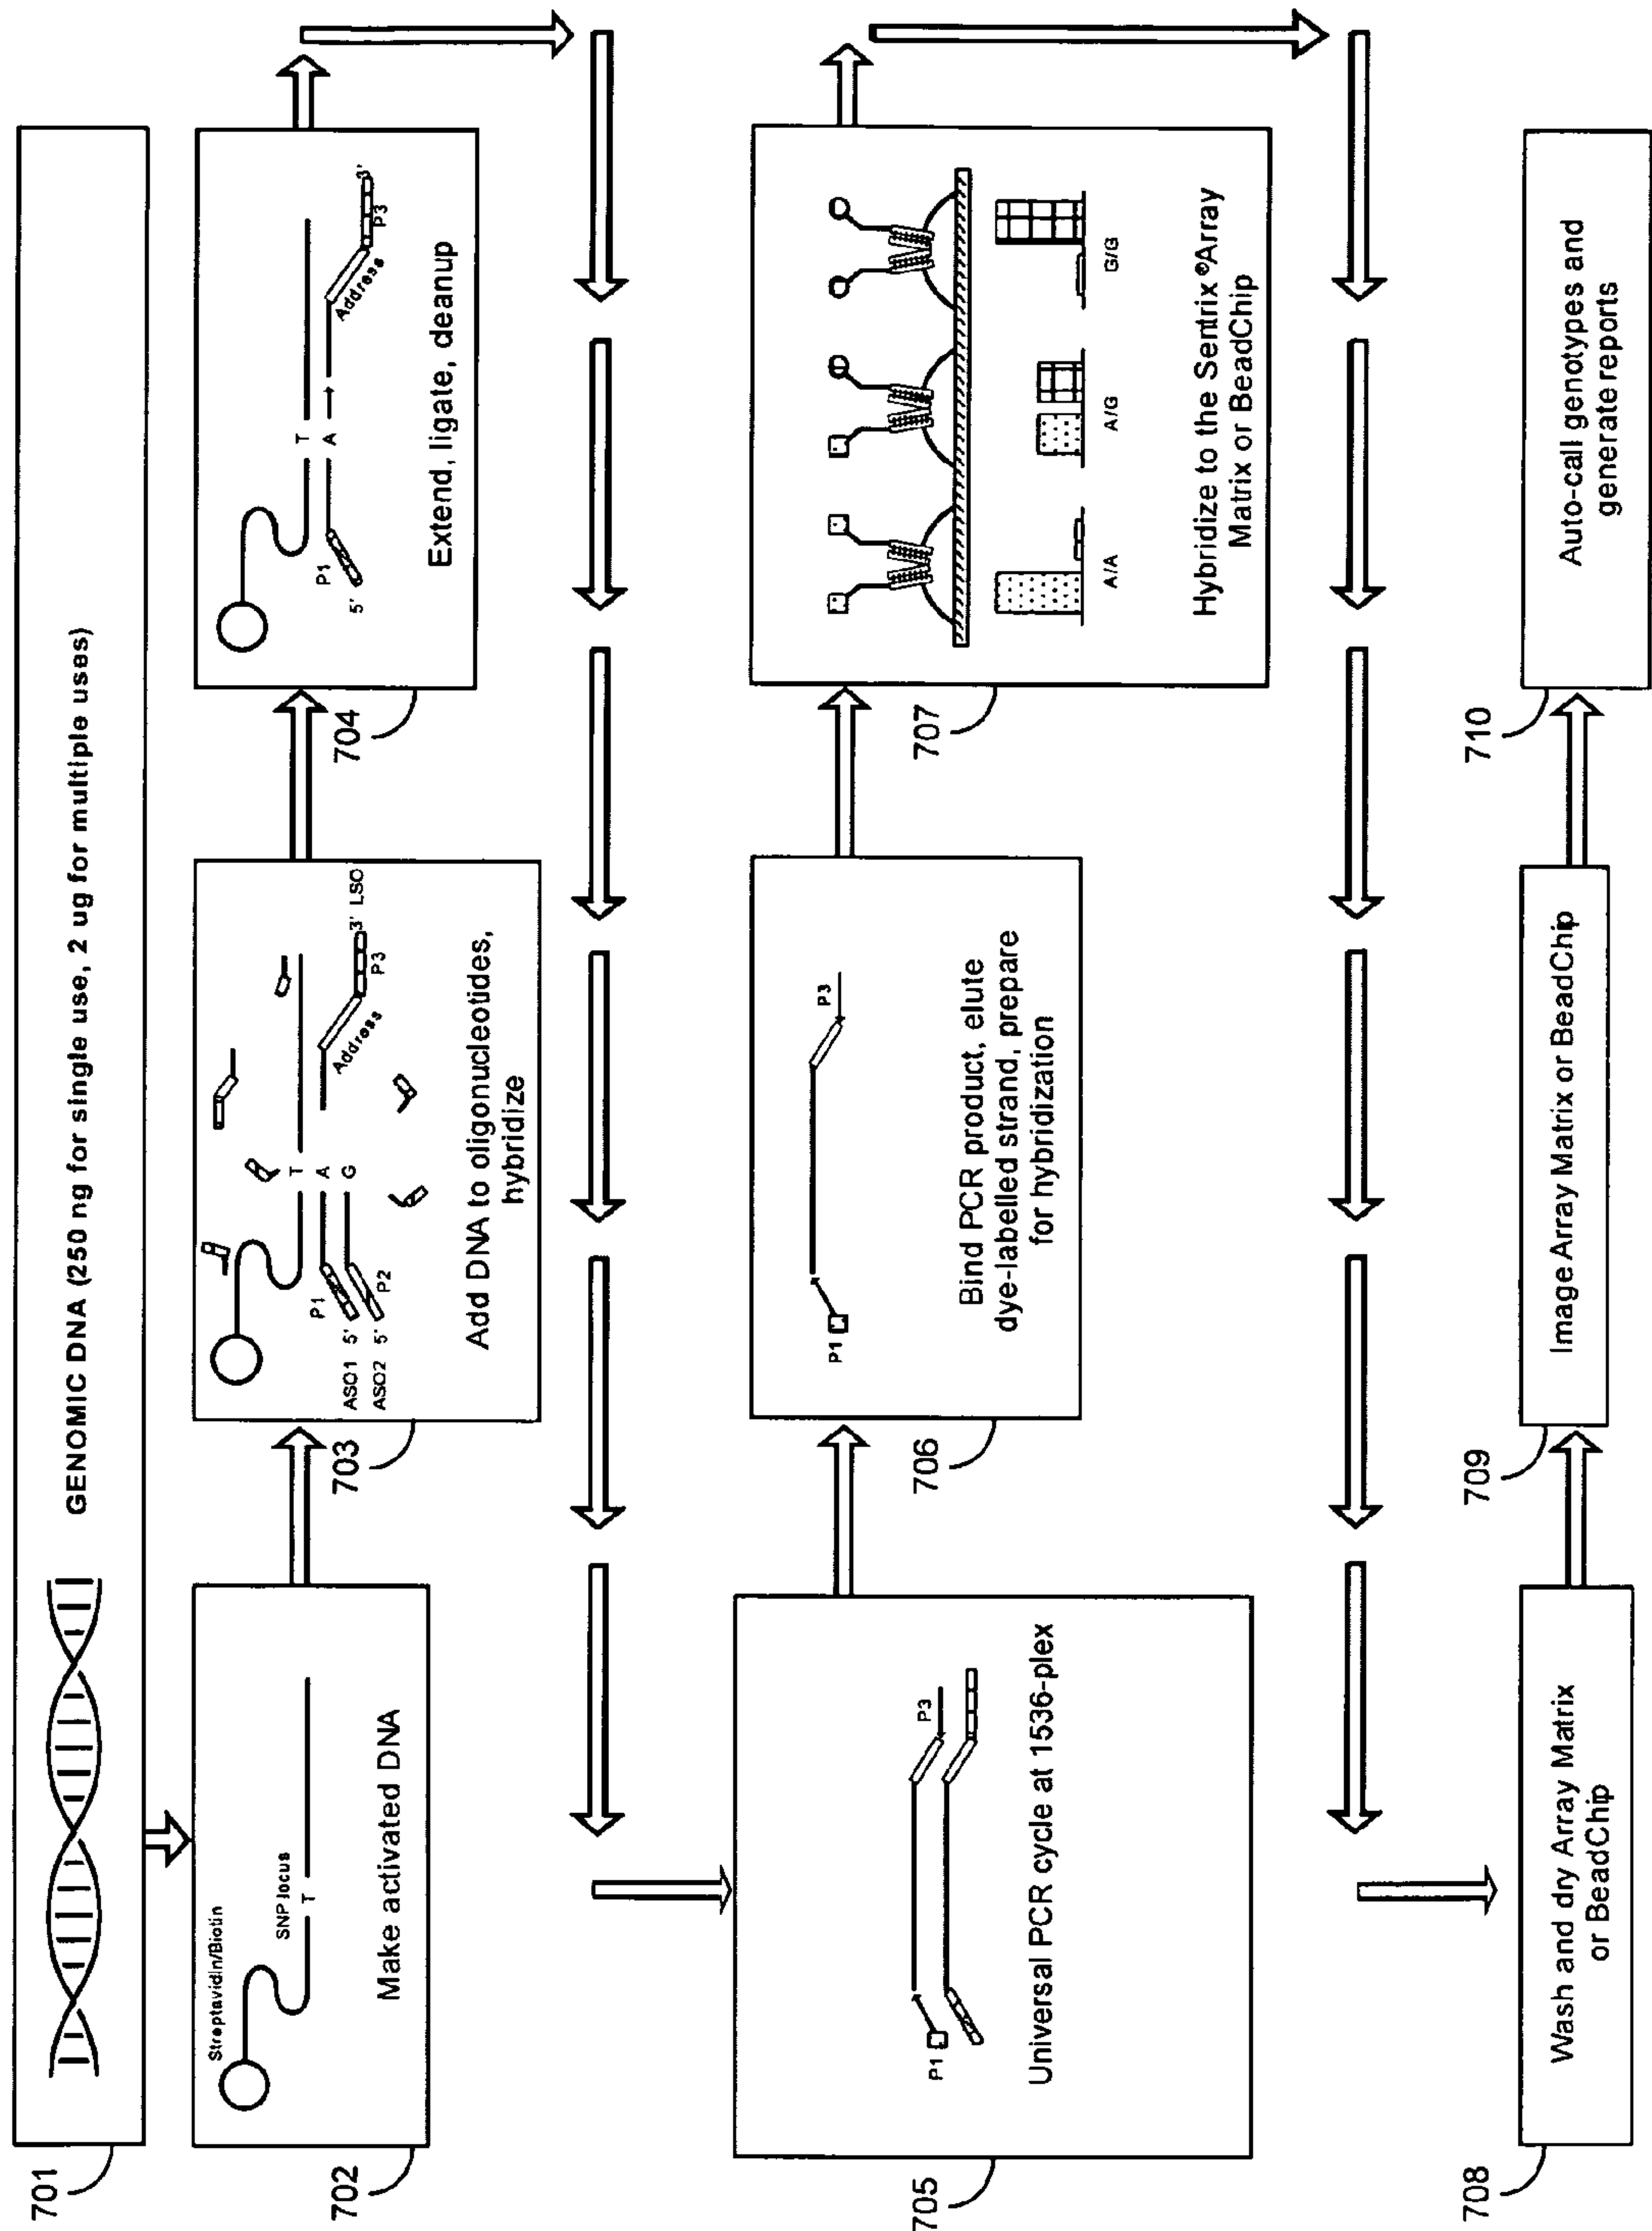 701
GENOMIC DNA (250 ng for single use, 2 ug for multiple uses)
702
Streptavidin/Biotin
SNP locus
T
Make activated DNA
703
T
A
G
P1
P2
ASO1 5'
ASO2 5'
Address
P3
3' LSO
Add DNA to oligonucleotides,
hybridize
704
T
A
P1
5'
Address
P3
3'
Extend, ligate, cleanup
705
P1
P3
Universal PCR cycle at 1536-plex
706
P1
P3
Bind PCR product, elute
dye-labelled strand, prepare
for hybridization
707
A/A
A/G
G/G
Hybridize to the Sentrix®Array
Matrix or BeadChip
708
Wash and dry Array Matrix
or BeadChip
709
Image Array Matrix or BeadChip
710
Auto-call genotypes and
generate reports